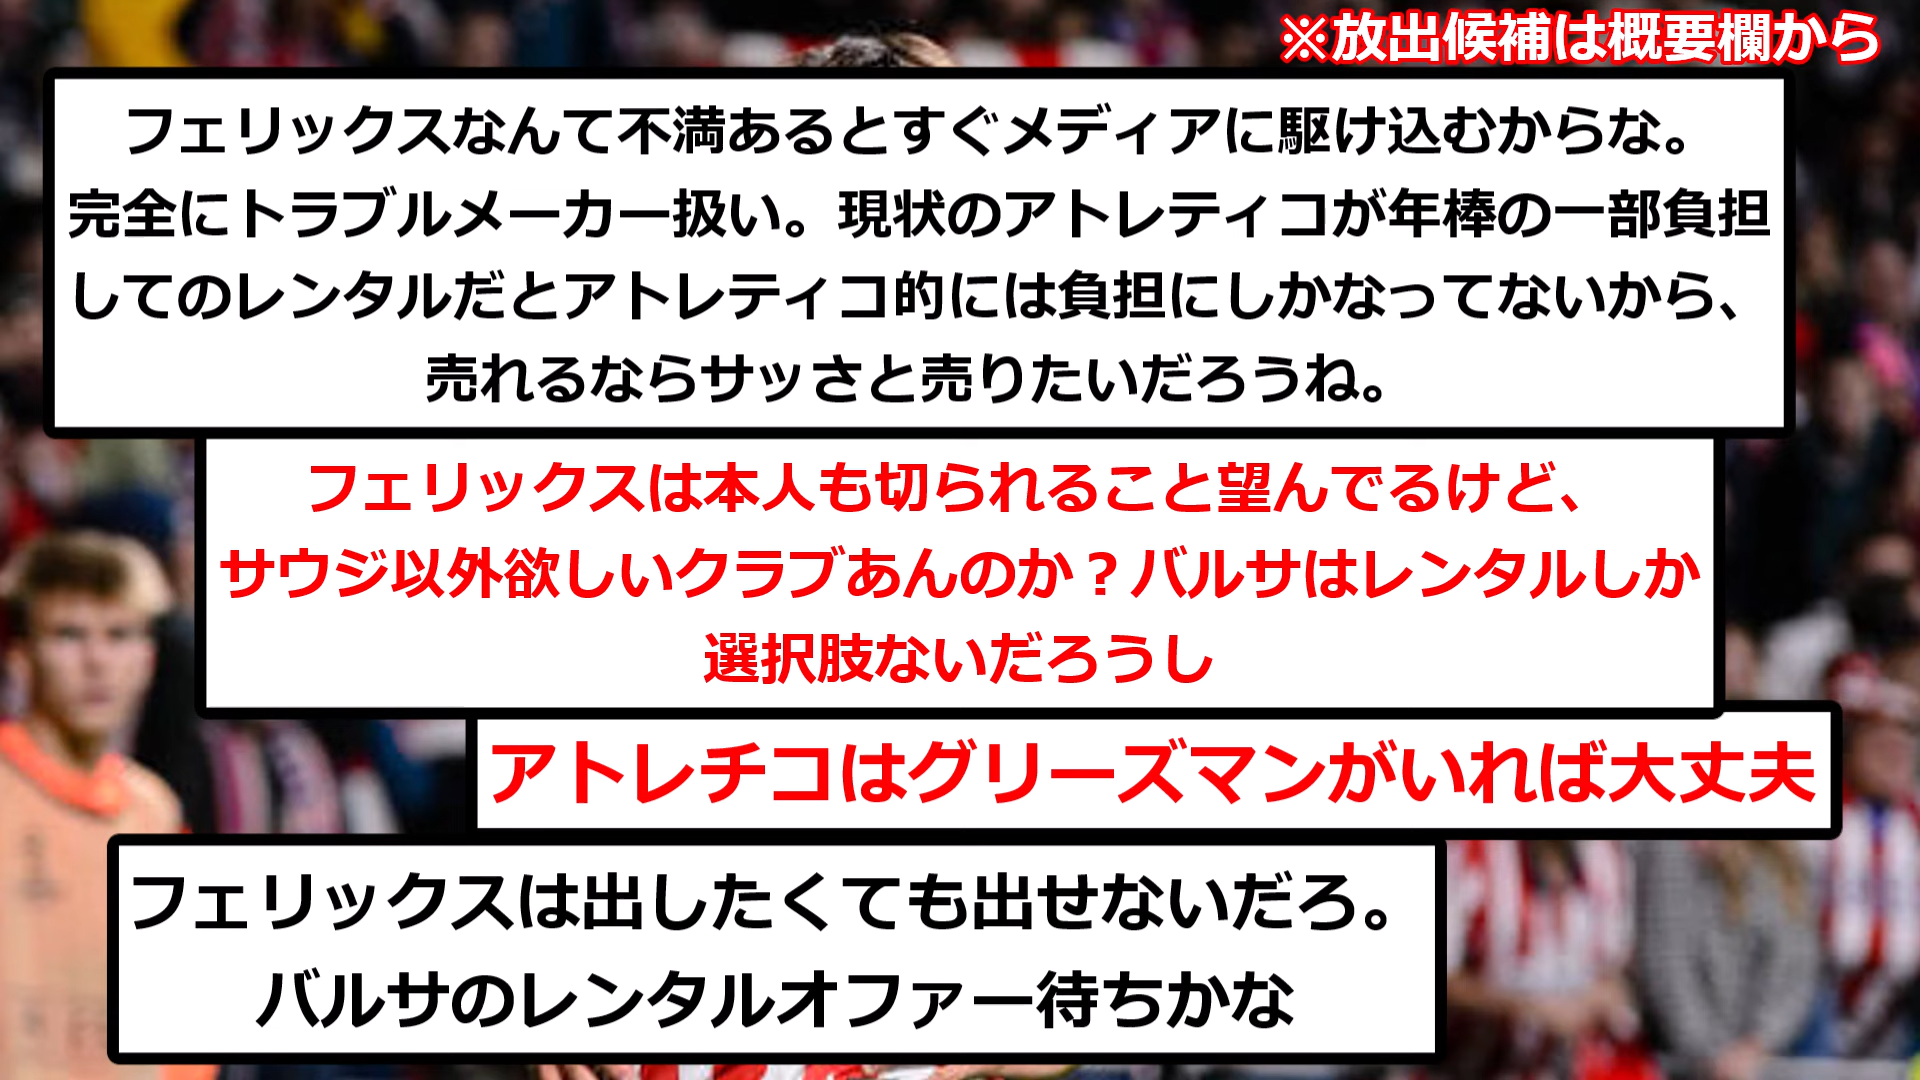 ※放出候補は概要欄から
フェリックスなんて不満あるとすぐメディアに駆け込むからな。
完全にトラブルメーカー扱い。現状のアトレティコが年棒の一部負担
してのレンタルだとアトレティコ的には負担にしかなってないから、
売れるならサッさと売りたいだろうね。
フェリックスは本人も切られること望んでるけど、
サウジ以外欲しいクラブあんのか？バルサはレンタルしか
選択肢ないだろうし
アトレチコはグリーズマンがいれば大丈夫
フェリックスは出したくても出せないだろ。
バルサのレンタルオファー待ちかな